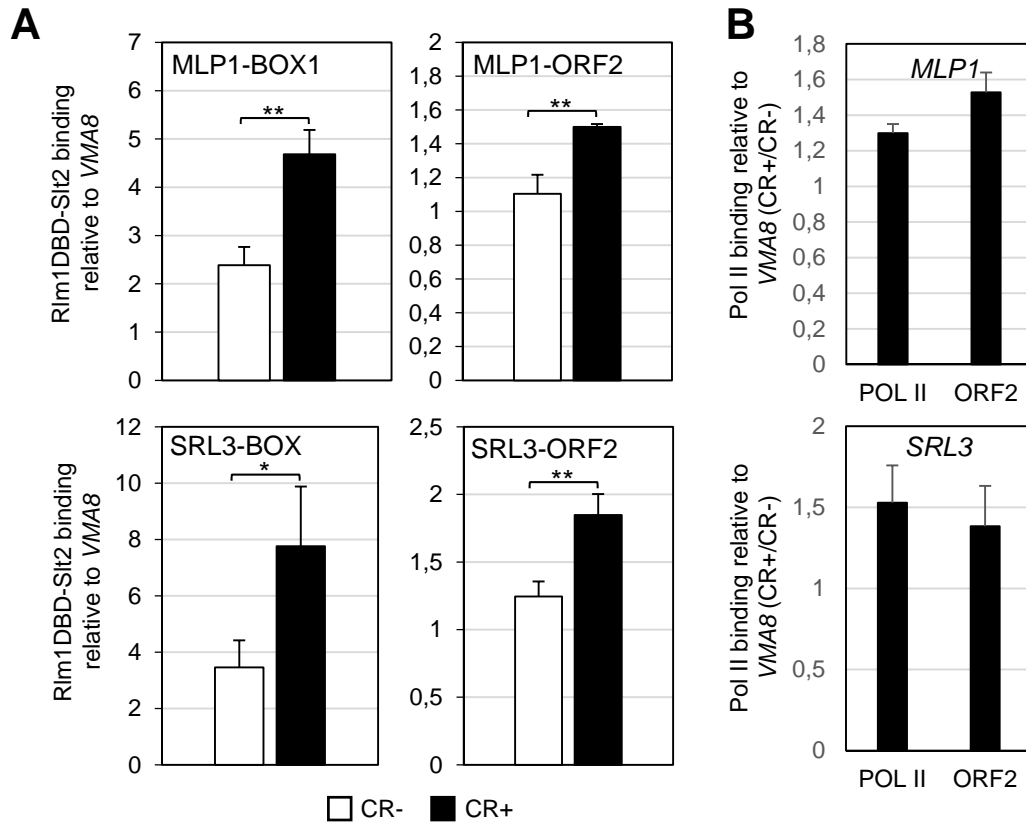 A
Rlm1DBD-Slt2 binding
relative to VMA8
7
6
5
4
3
2
1
0
MLP1-BOX1
**
2
1,8
1,6
1,4
1,2
1
0,8
0,6
0,4
0,2
0
MLP1-ORF2
**
Rlm1DBD-Slt2 binding
relative to VMA8
12
10
8
6
4
2
0
SRL3-BOX
*
2,5
2
1,5
1
0,5
0
SRL3-ORF2
**
CR- CR+
B
Pol II binding relative to
VMA8 (CR+/CR-)
1,8
1,6
1,4
1,2
1
0,8
0,6
0,4
0,2
0
MLP1
POL II ORF2
Pol II binding relative to
VMA8 (CR+/CR-)
2
1,5
1
0,5
0
SRL3
POL II ORF2